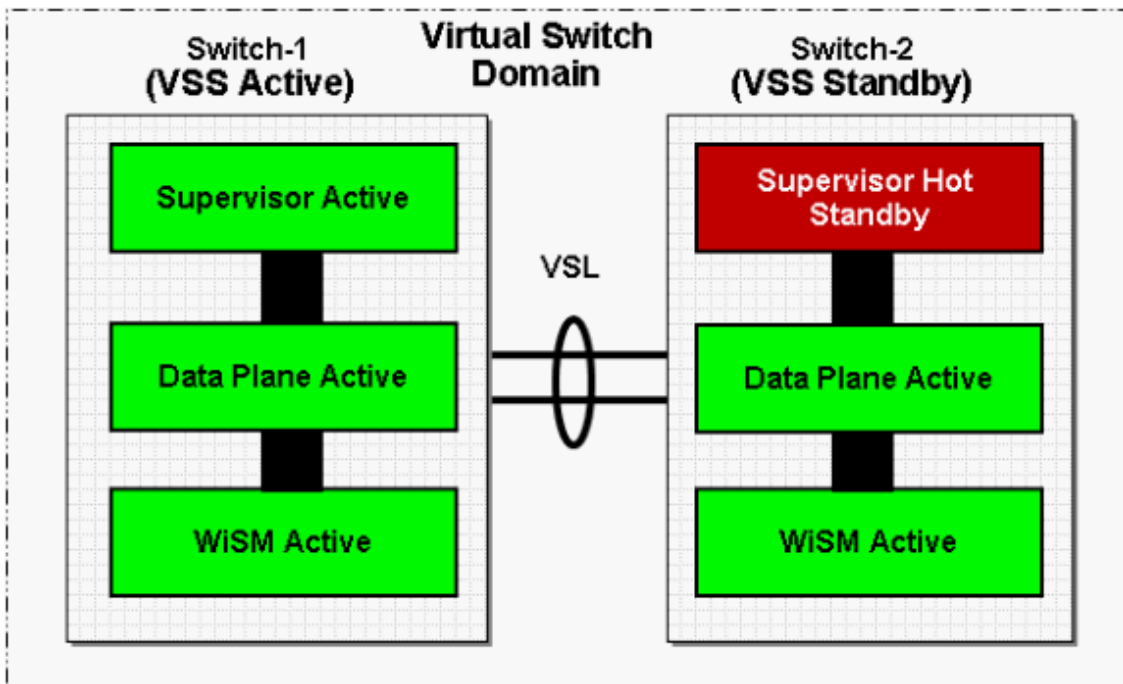 Virtual Switch
Domain
Switch-1
(VSS Active)
Supervisor Active
Data Plane Active
WiSM Active
VSL
Switch-2
(VSS Standby)
Supervisor Hot
Standby
Data Plane Active
WiSM Active